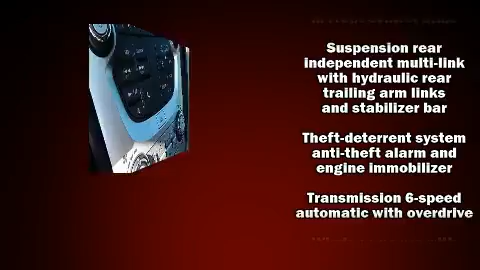 Suspension rear
independent multi-link
with hydraulic rear
trailing arm links
and stabilizer bar
Theft-deterrent system
anti-theft alarm and
engine immobilizer
Transmission 6-speed
automatic with overdrive